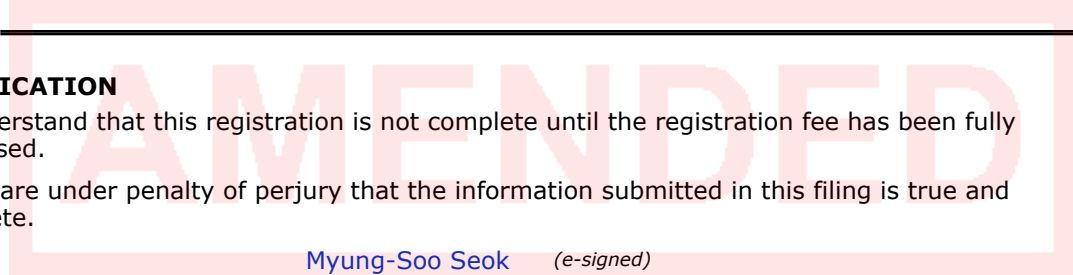 AMENDED
ICATION
erstand that this registration is not complete until the registration fee has been fully
sed.
are under penalty of perjury that the information submitted in this filing is true and
ete.
Myung-Soo Seok (e-signed)